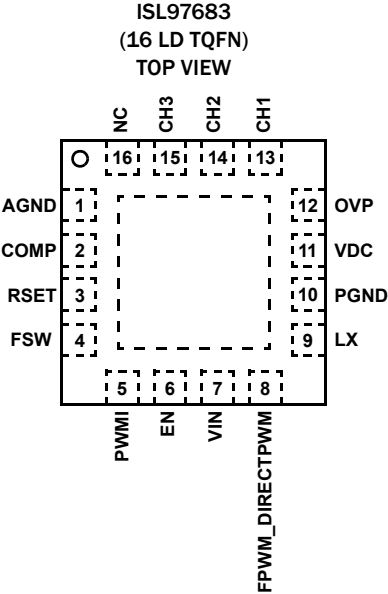 ISL97683
(16 LD TQFN)
TOP VIEW
NC
CH3
CH2
CH1
16
15
14
13
AGND 1
12 OVP
COMP 2
11 VDC
RSET 3
10 PGND
FSW 4
9 LX
5
6
7
8
PWMI
EN
VIN
FPWM_DIRECTPWM